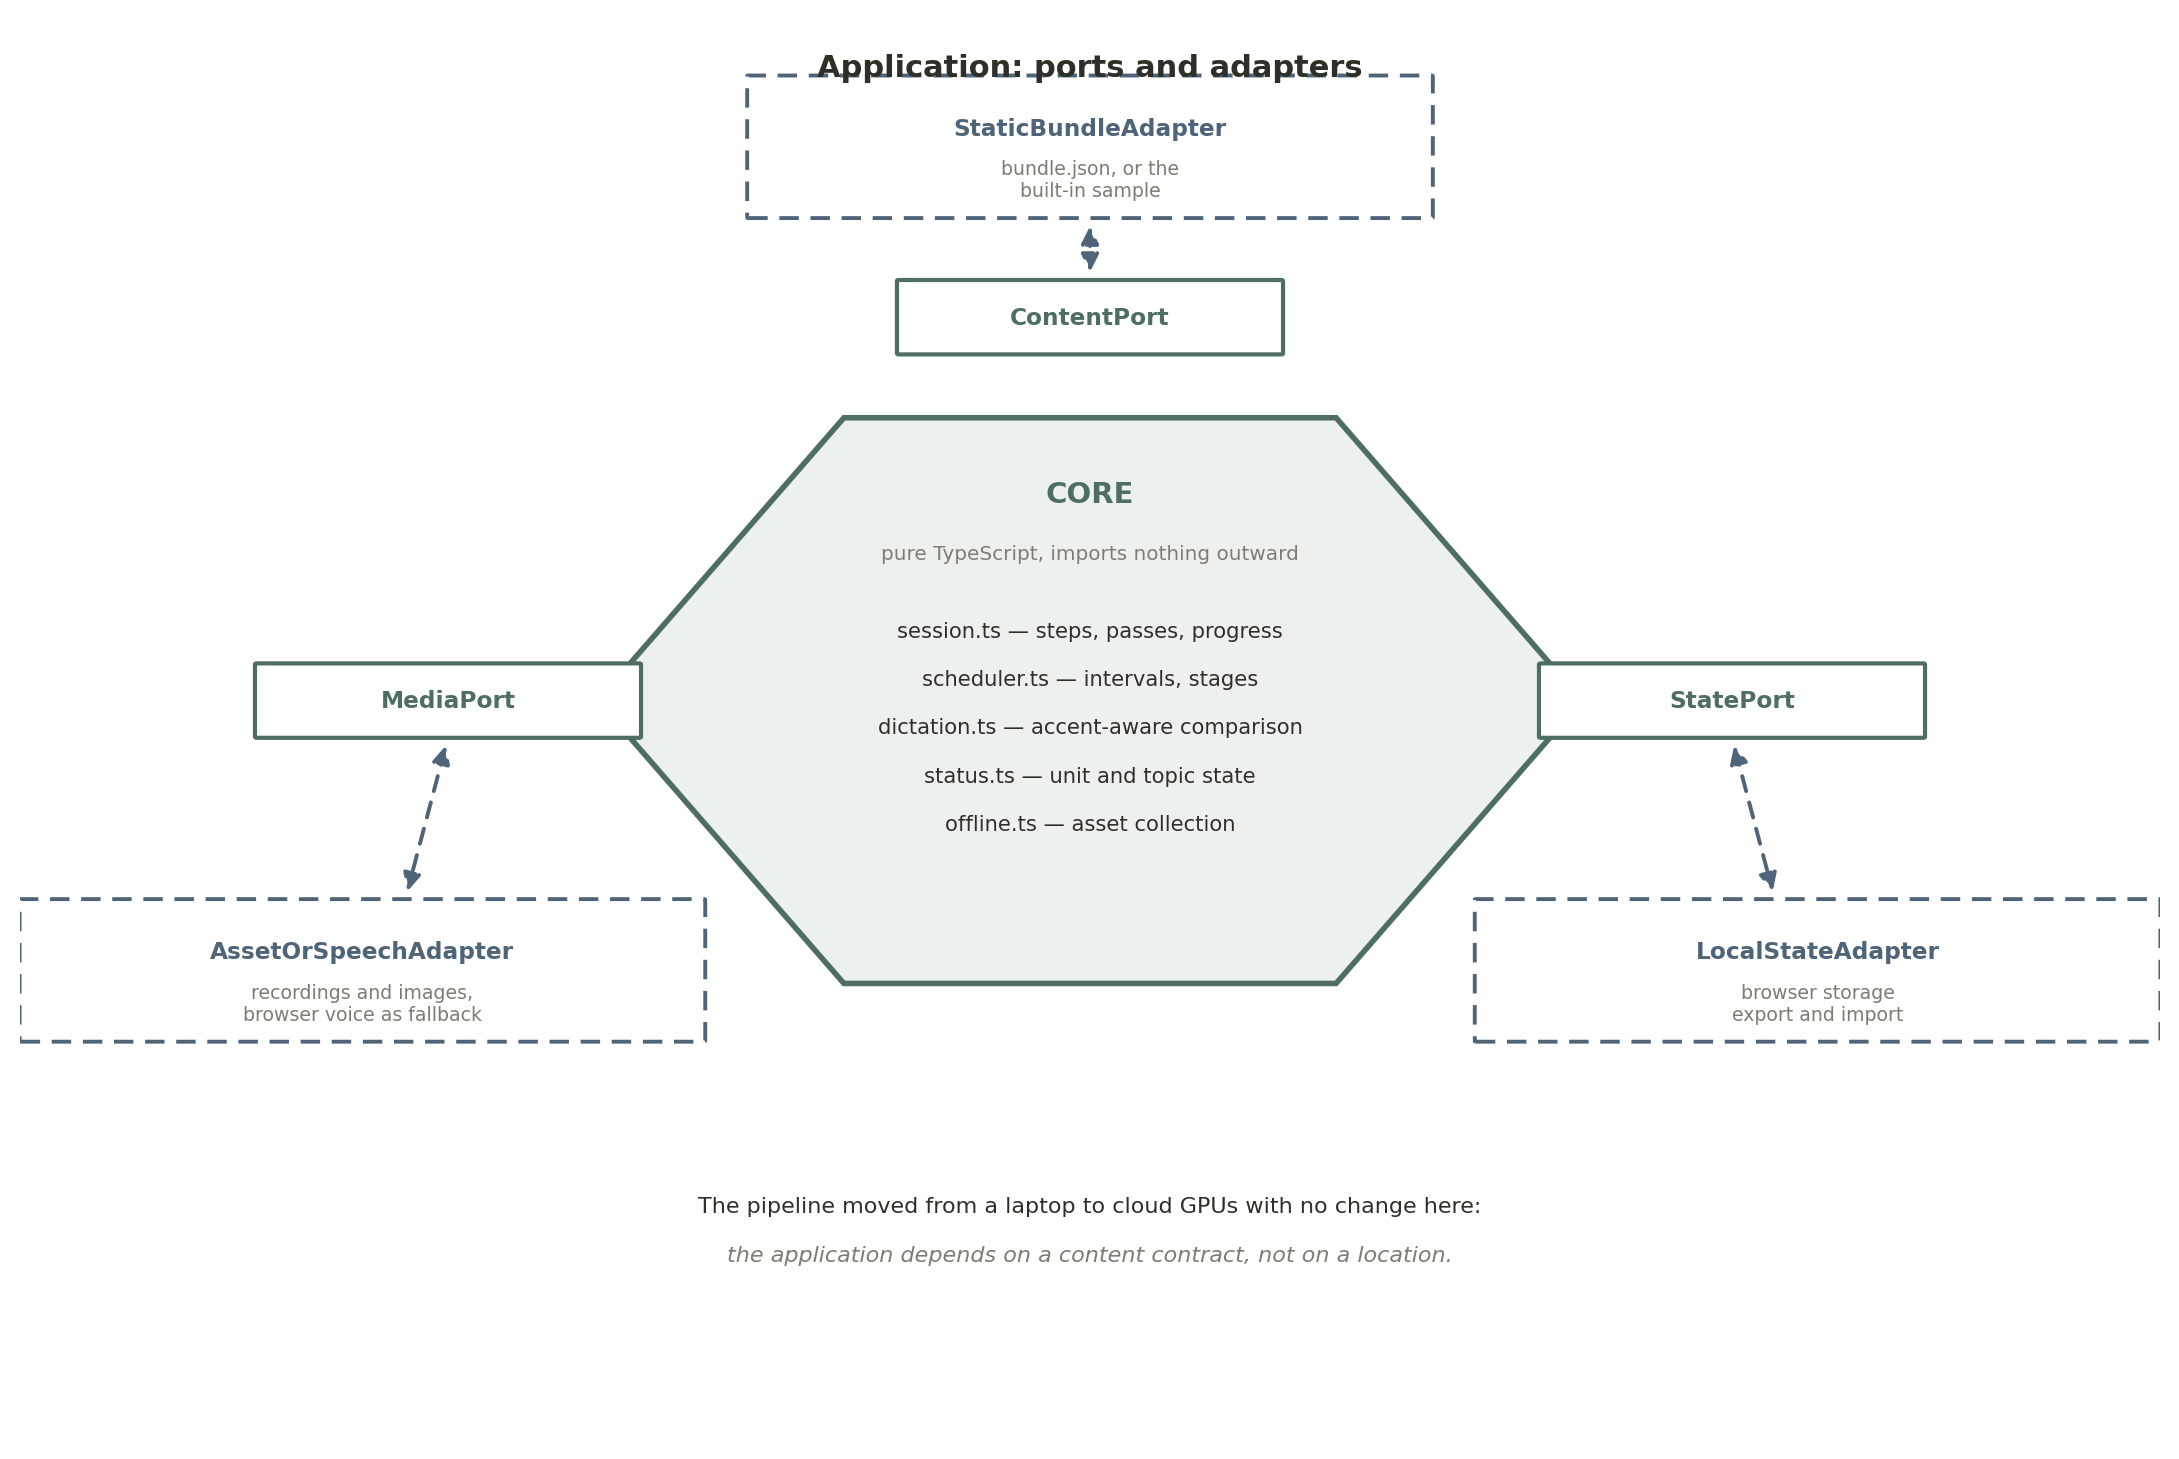 Application: ports and adapters
StaticBundleAdapter
bundle.json, or the
built-in sample
ContentPort
CORE
pure TypeScript, imports nothing outward
session.ts — steps, passes, progress
scheduler.ts — intervals, stages
dictation.ts — accent-aware comparison
status.ts — unit and topic state
offline.ts — asset collection
MediaPort
StatePort
AssetOrSpeechAdapter
recordings and images,
browser voice as fallback
LocalStateAdapter
browser storage
export and import
The pipeline moved from a laptop to cloud GPUs with no change here:
the application depends on a content contract, not on a location.